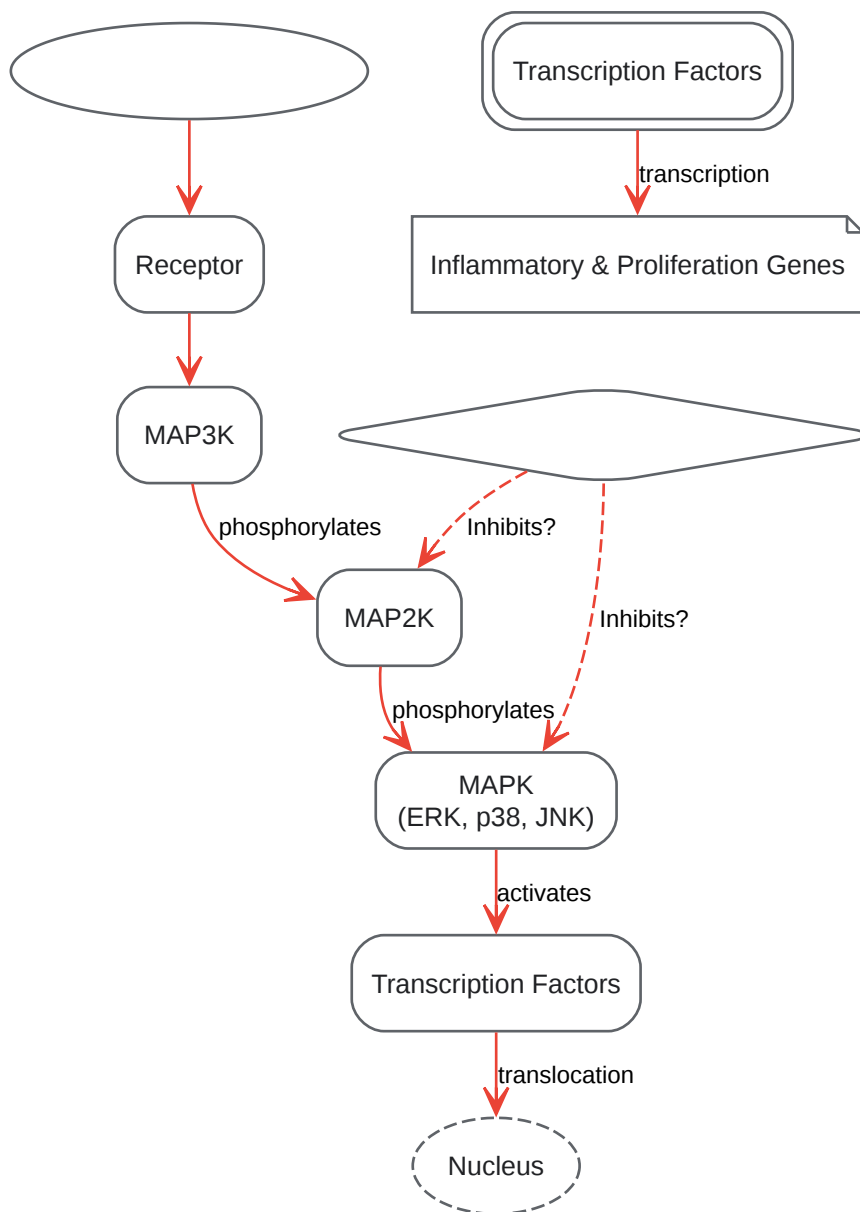 Transcription Factors
transcription
Receptor
Inflammatory & Proliferation Genes
MAP3K
phosphorylates
Inhibits?
MAP2K
Inhibits?
phosphorylates
MAPK
(ERK, p38, JNK)
activates
Transcription Factors
translocation
Nucleus